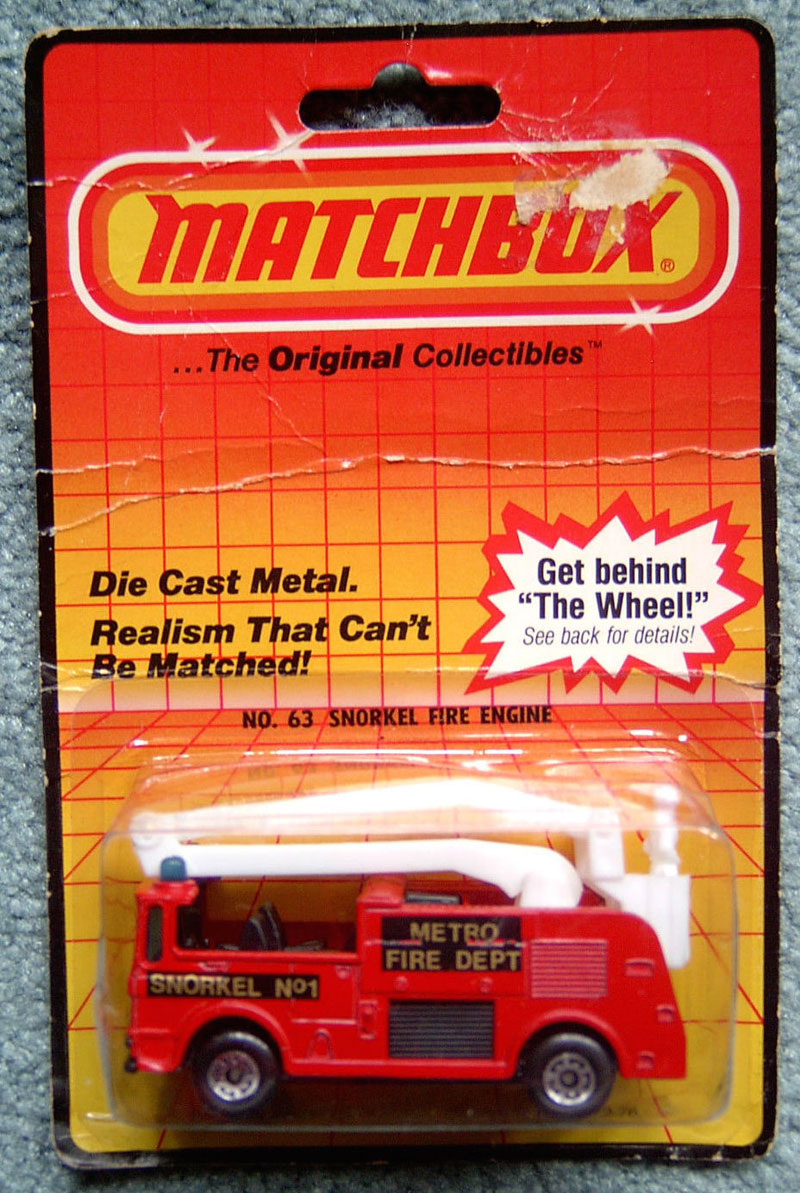 MATCHBOX®
...The Original Collectibles™
Die Cast Metal.
Realism That Can't
Be Matched!
Get behind
“The Wheel!”
See back for details!
NO. 63 SNORKEL FIRE ENGINE
METRO
FIRE DEPT
SNORKEL Nº1